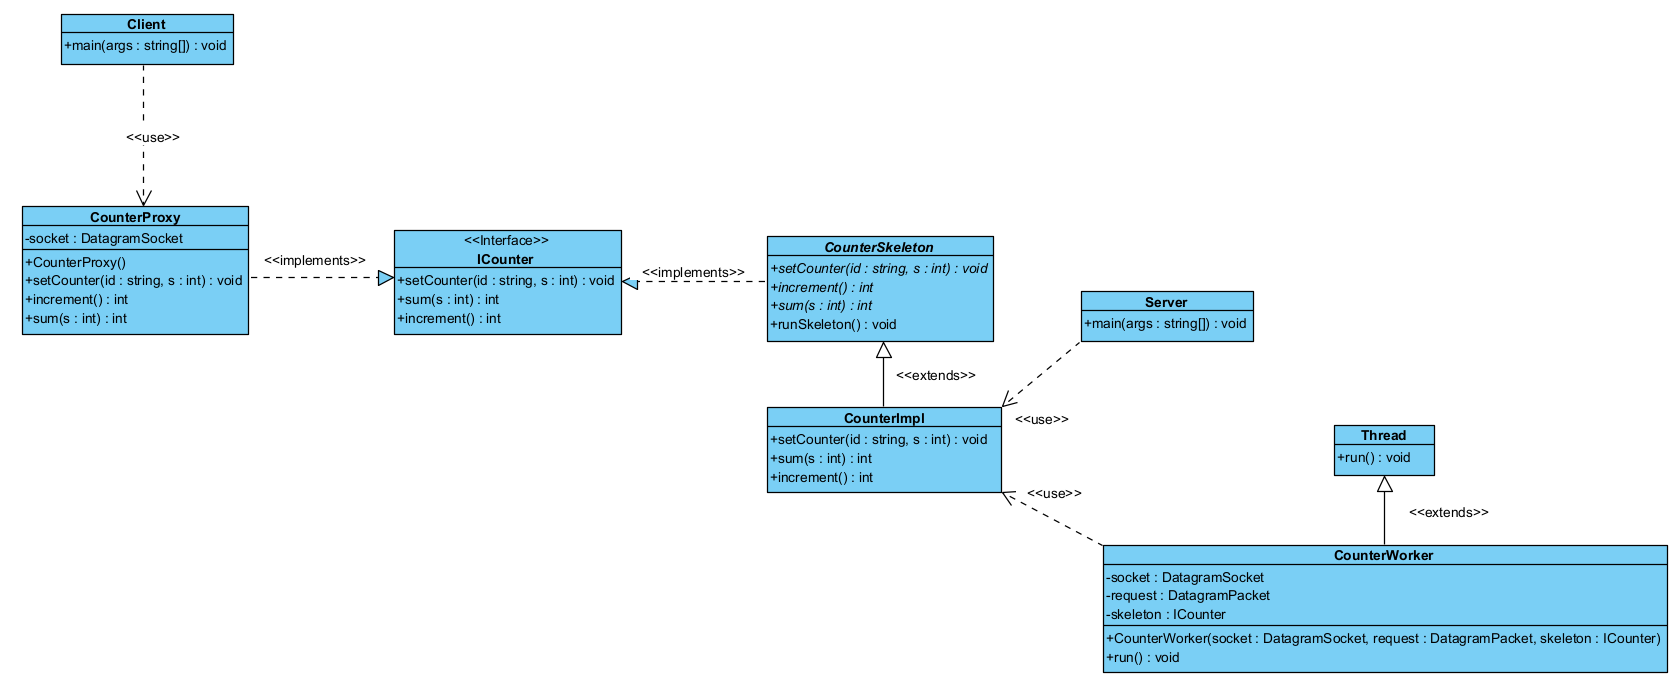 Client
+main(args : string[]) : void
<<use>>
CounterProxy
-socket : DatagramSocket
+CounterProxy()
+setCounter(id : string, s : int) : void
+increment() : int
+sum(s : int) : int
<<implements>>
<<Interface>>
ICounter
+setCounter(id : string, s : int) : void
+sum(s : int) : int
+increment() : int
<<implements>>
CounterSkeleton
+setCounter(id : string, s : int) : void
+increment() : int
+sum(s : int) : int
+runSkeleton() : void
<<extends>>
Server
+main(args : string[]) : void
<<use>>
CounterImpl
+setCounter(id : string, s : int) : void
+sum(s : int) : int
+increment() : int
<<use>>
Thread
+run() : void
<<extends>>
CounterWorker
-socket : DatagramSocket
-request : DatagramPacket
-skeleton : ICounter
+CounterWorker(socket : DatagramSocket, request : DatagramPacket, skeleton : ICounter)
+run() : void